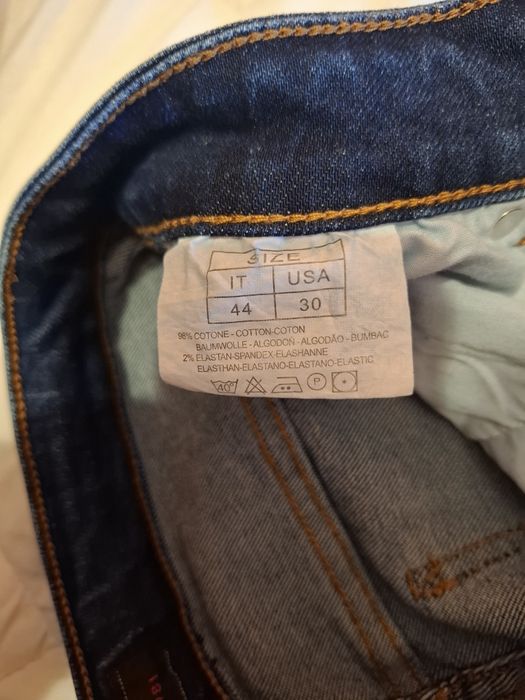 SIZE
IT USA
44 30
98% COTONE - COTTON-COTON
BAUMWOLLE - ALGODON - ALGODÃO - BUMBAC
2% ELASTAN-SPANDEX-ELASHANNE
ELASTHAN-ELASTANO-ELASTANO-ELASTIC
40° P